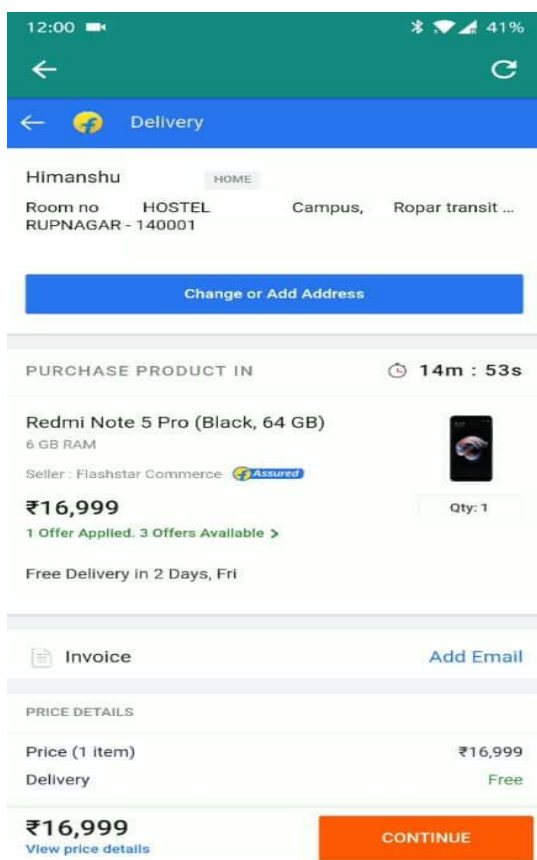 12:00 41%
Delivery
Himanshu HOME
Room no HOSTEL Campus, Ropar transit ...
RUPNAGAR - 140001
Change or Add Address
PURCHASE PRODUCT IN 14m : 53s
Redmi Note 5 Pro (Black, 64 GB)
6 GB RAM
Seller : Flashstar Commerce Assured
₹16,999 Qty: 1
1 Offer Applied. 3 Offers Available >
Free Delivery in 2 Days, Fri
Invoice Add Email
PRICE DETAILS
Price (1 item) ₹16,999
Delivery Free
₹16,999 CONTINUE
View price details